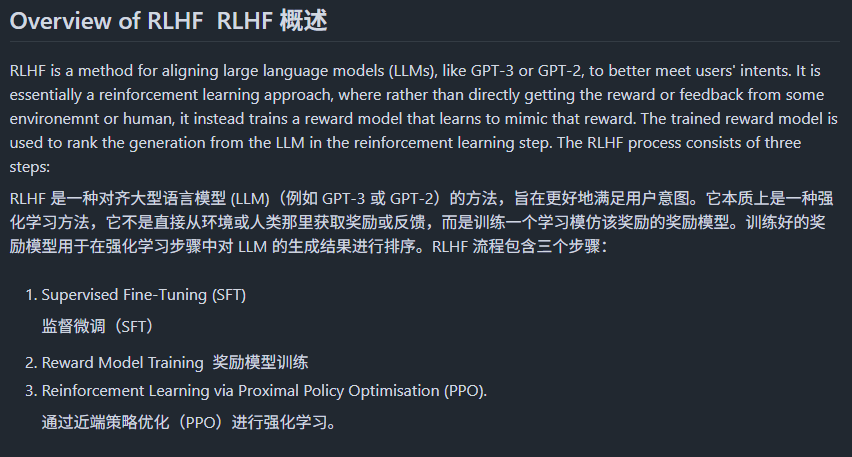 Overview of RLHF  RLHF 概述
RLHF is a method for aligning large language models (LLMs), like GPT-3 or GPT-2, to better meet users' intents. It is
essentially a reinforcement learning approach, where rather than directly getting the reward or feedback from some
environemnt or human, it instead trains a reward model that learns to mimic that reward. The trained reward model is
used to rank the generation from the LLM in the reinforcement learning step. The RLHF process consists of three
steps:
RLHF 是一种对齐大型语言模型 (LLM)（例如 GPT-3 或 GPT-2）的方法，旨在更好地满足用户意图。它本质上是一种强
化学习方法，它不是直接从环境或人类那里获取奖励或反馈，而是训练一个学习模仿该奖励的奖励模型。训练好的奖
励模型用于在强化学习步骤中对 LLM 的生成结果进行排序。RLHF 流程包含三个步骤：
1. Supervised Fine-Tuning (SFT)
监督微调（SFT）
2. Reward Model Training  奖励模型训练
3. Reinforcement Learning via Proximal Policy Optimisation (PPO).
通过近端策略优化（PPO）进行强化学习。